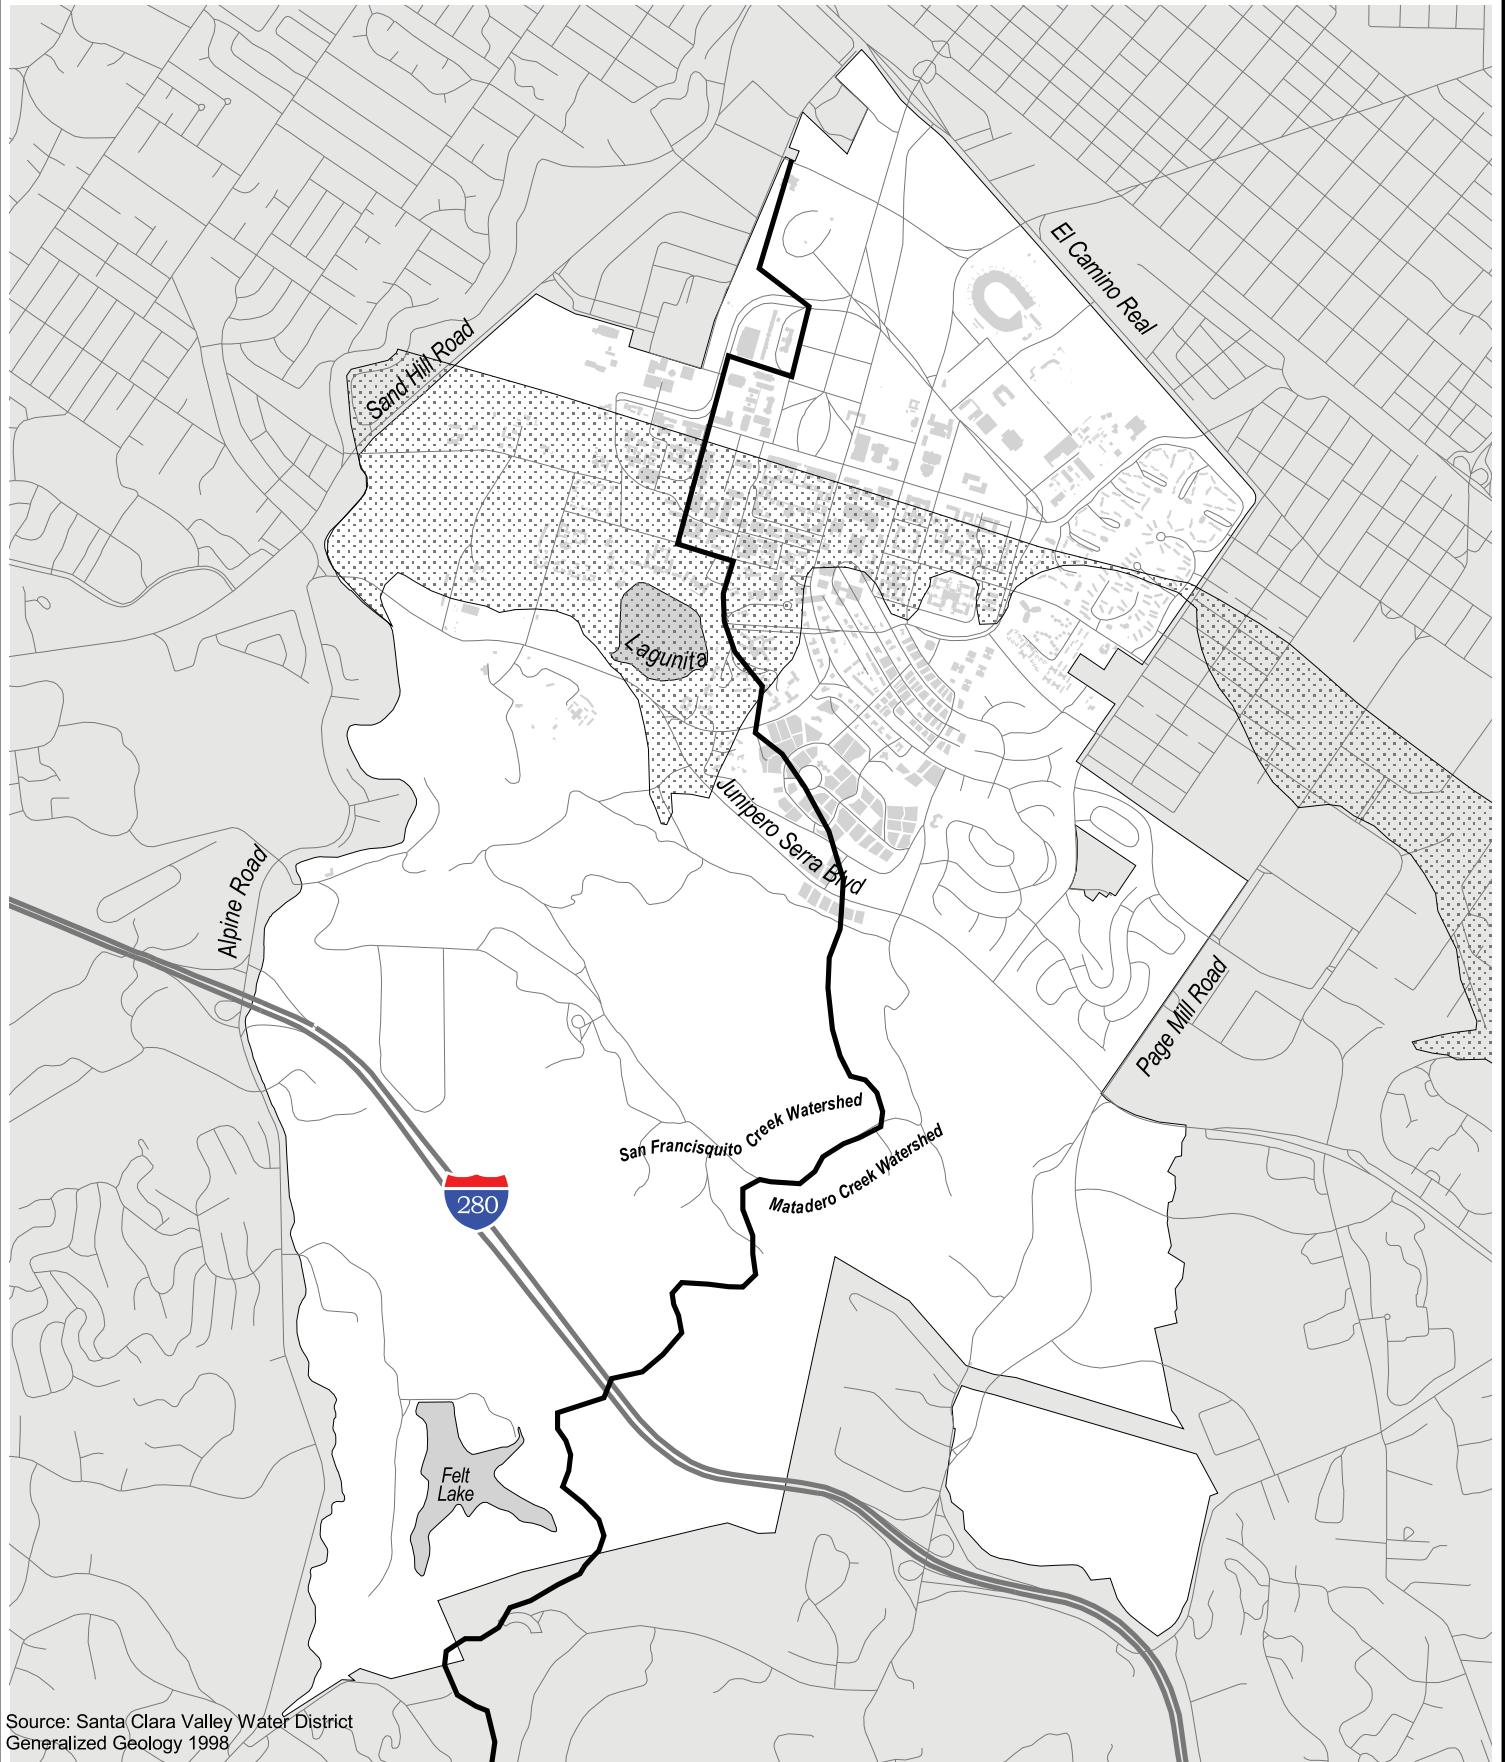 El Camino Real
Sand Hill Road
Lagunita
Junipero Serra Blvd
Alpine Road
Page Mill Road
San Francisquito Creek Watershed
Matadero Creek Watershed
280
Felt
Lake
Source: Santa Clara Valley Water District
Generalized Geology 1998